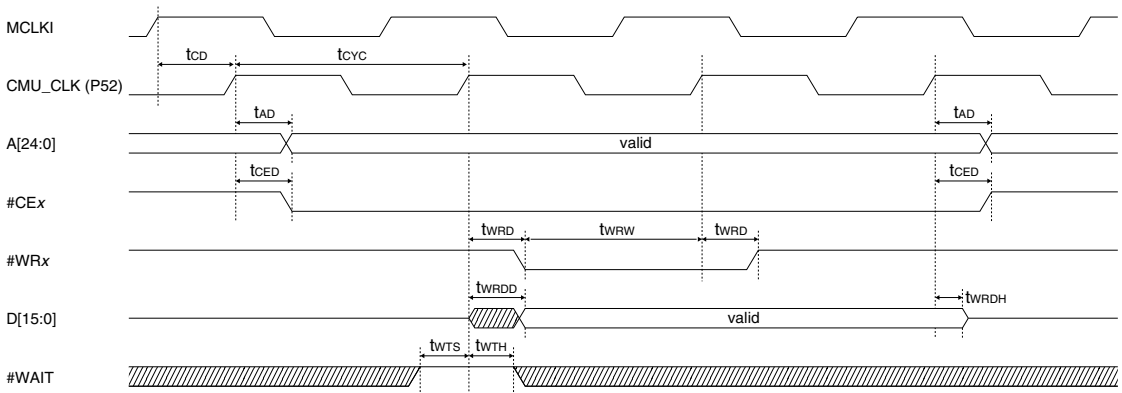 MCLKI
tCD tCYC
CMU_CLK (P52)
tAD tAD
A[24:0] valid
tCED tCED
#CEx
tWRD tWRW tWRD
#WRx
tWRDD tWRDH
D[15:0] valid
tWTS tWTH
#WAIT